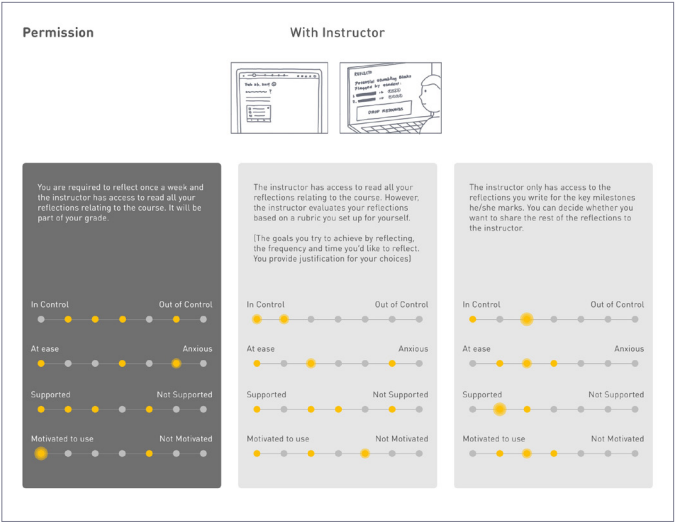 Permission
With Instructor
You are required to reflect once a week and
the instructor has access to read all your
reflections relating to the course. It will be
part of your grade.
In Control Out of Control
At ease Anxious
Supported Not Supported
Motivated to use Not Motivated
The instructor has access to read all your
reflections relating to the course. However,
the instructor evaluates your reflections
based on a rubric you set up for yourself.
(The goals you try to achieve by reflecting,
the frequency and time you'd like to reflect.
You provide justification for your choices)
In Control Out of Control
At ease Anxious
Supported Not Supported
Motivated to use Not Motivated
The instructor only has access to the
reflections you write for the key milestones
he/she marks. You can decide whether you
want to share the rest of the reflections to
the instructor.
In Control Out of Control
At ease Anxious
Supported Not Supported
Motivated to use Not Motivated